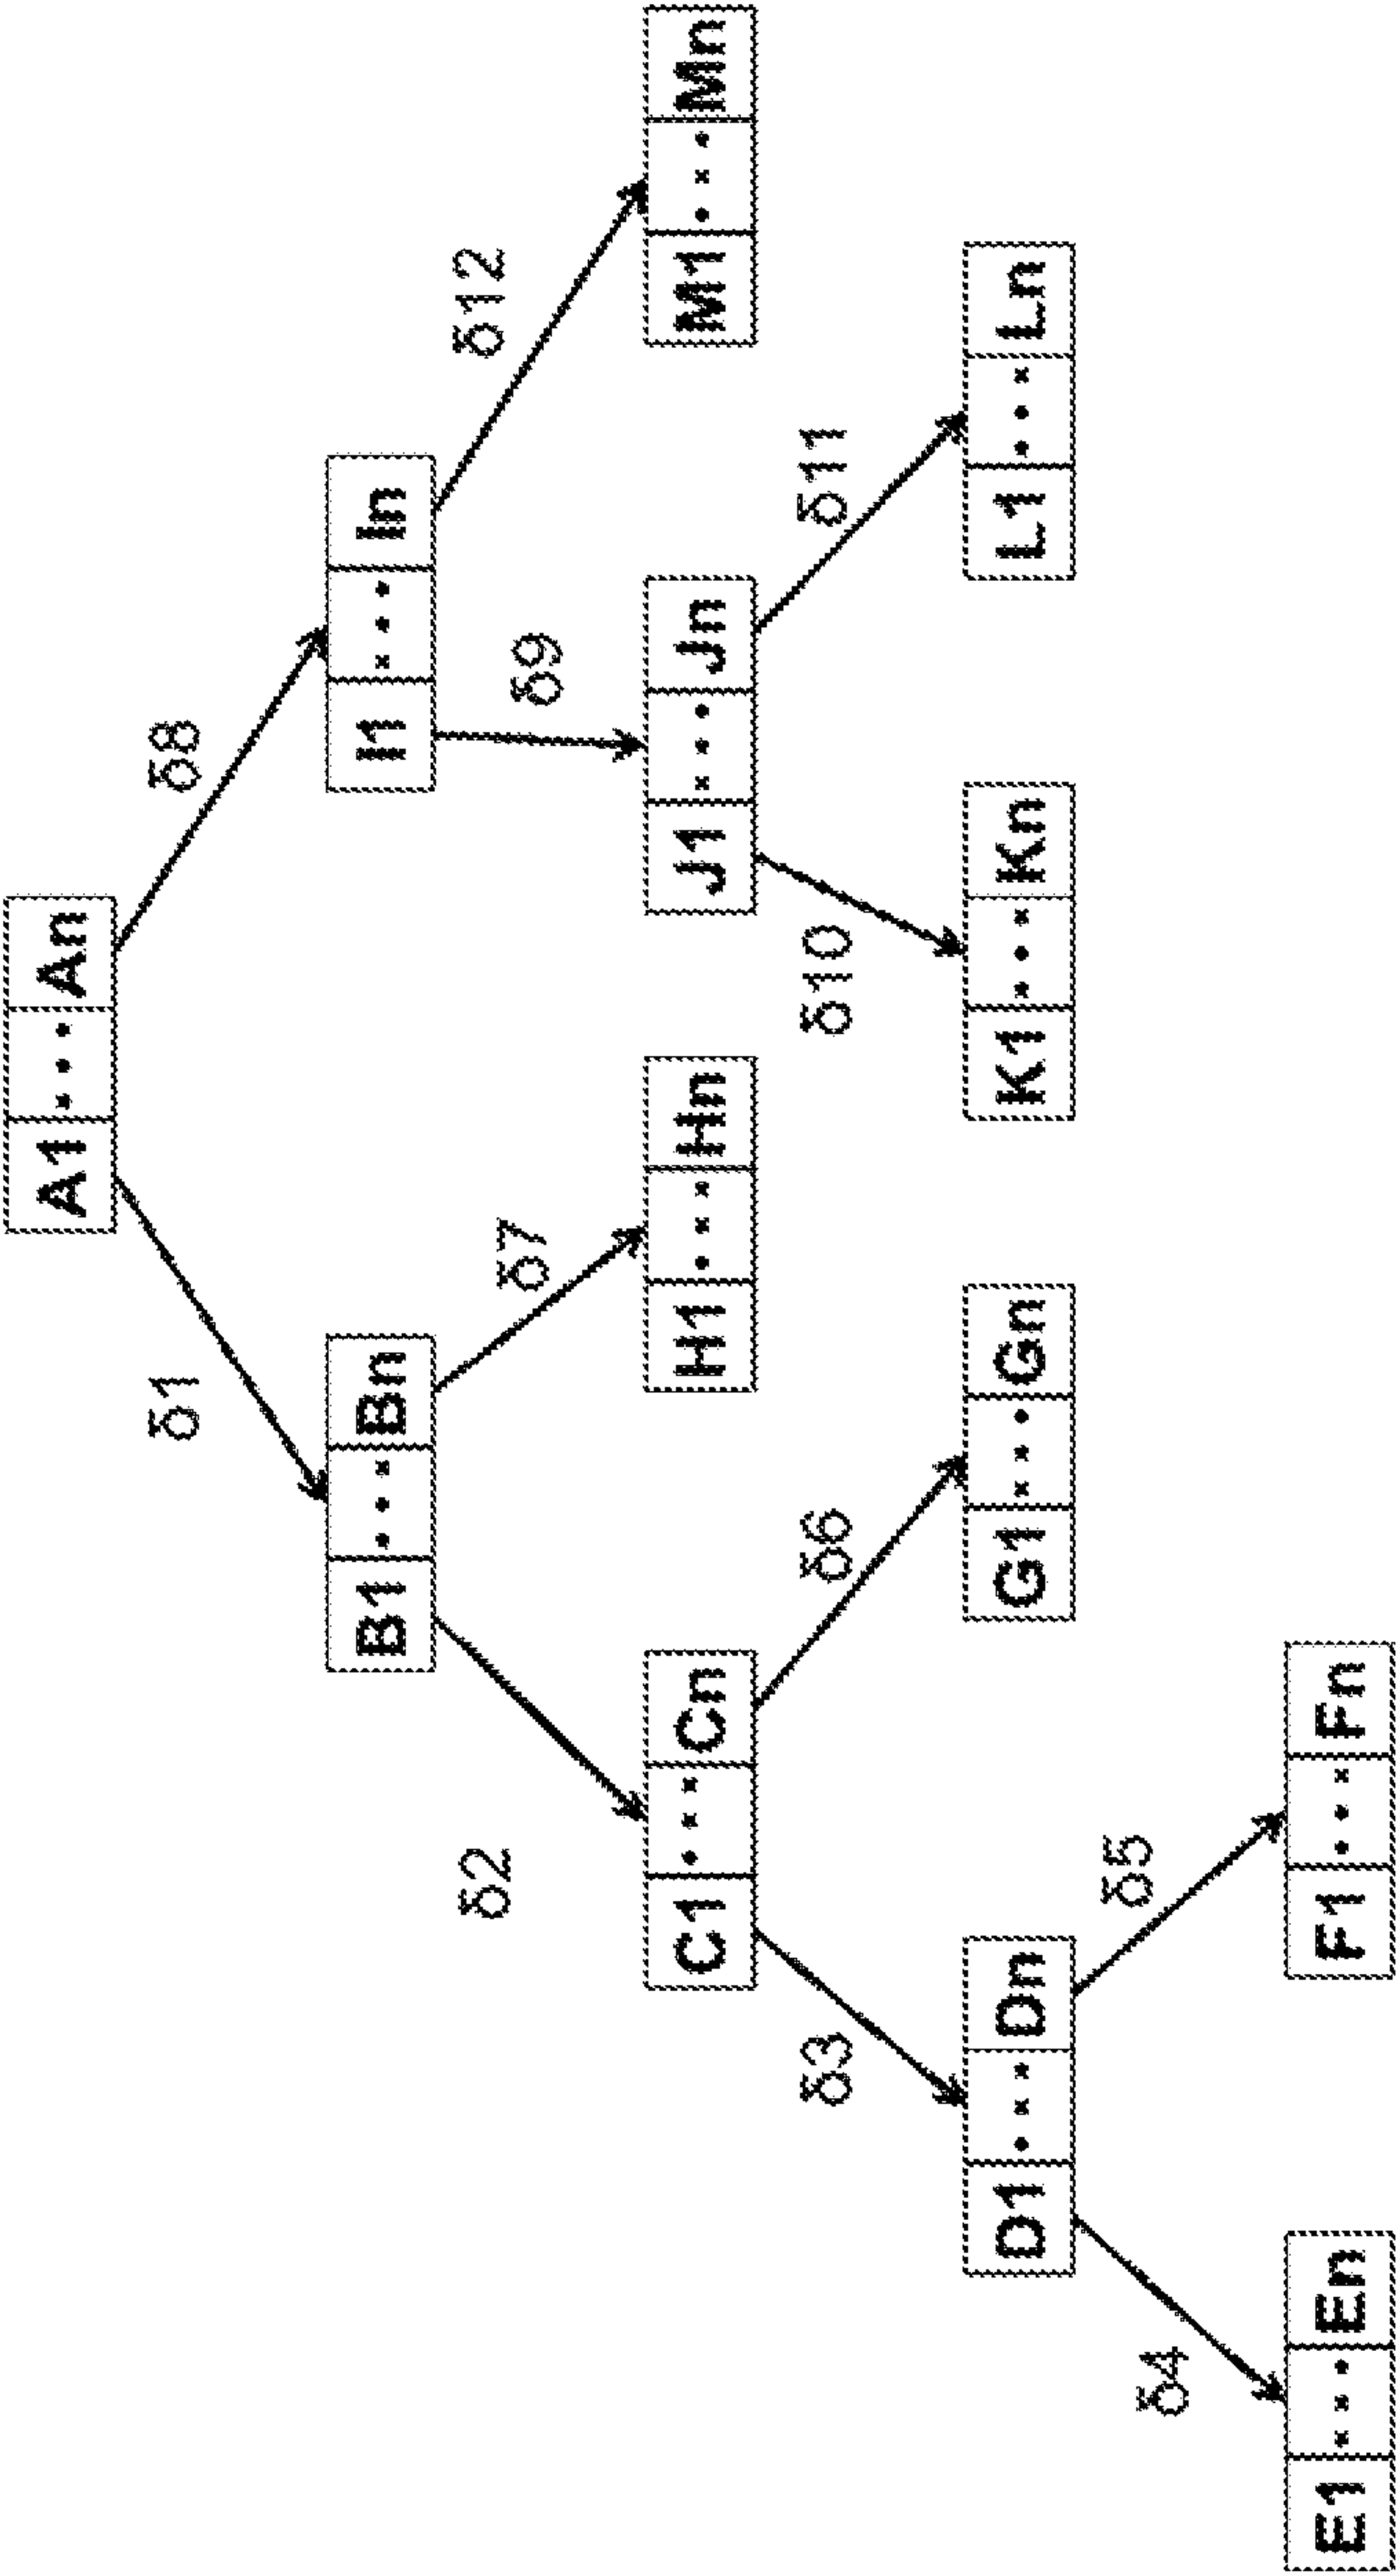 A1 ... An
δ1 δ8
B1 ... Bn I1 ... In
δ2 δ7 δ9 δ12
C1 ... Cn H1 ... Hn J1 ... Jn M1 ... Mn
δ3 δ6 δ10 δ11
D1 ... Dn G1 ... Gn K1 ... Kn L1 ... Ln
δ4 δ5
E1 ... En F1 ... Fn